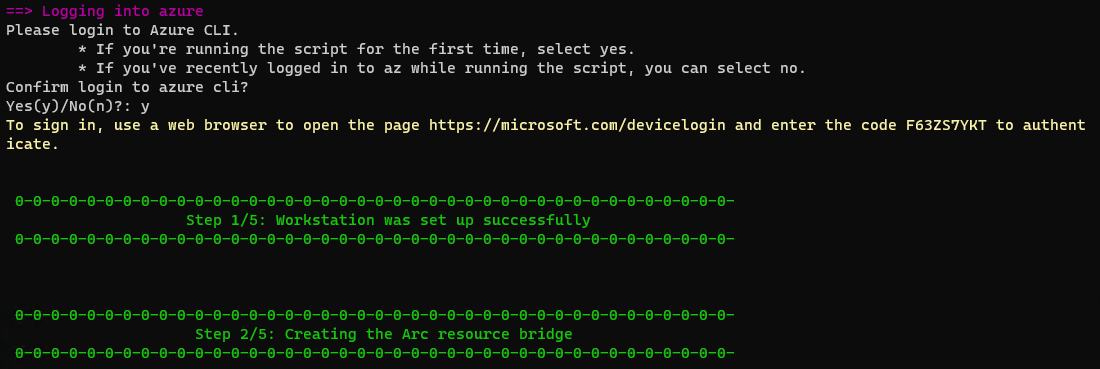 ==> Logging into azure
Please login to Azure CLI.
* If you're running the script for the first time, select yes.
* If you've recently logged in to az while running the script, you can select no.
Confirm login to azure cli?
Yes(y)/No(n)?: y
To sign in, use a web browser to open the page https://microsoft.com/devicelogin and enter the code F63ZS7YKT to authent
icate.
0-0-0-0-0-0-0-0-0-0-0-0-0-0-0-0-0-0-0-0-0-0-0-0-0-0-0-0-0-0-0-0-0-0-0-0-0-0-0-0-
Step 1/5: Workstation was set up successfully
0-0-0-0-0-0-0-0-0-0-0-0-0-0-0-0-0-0-0-0-0-0-0-0-0-0-0-0-0-0-0-0-0-0-0-0-0-0-0-0-
0-0-0-0-0-0-0-0-0-0-0-0-0-0-0-0-0-0-0-0-0-0-0-0-0-0-0-0-0-0-0-0-0-0-0-0-0-0-0-0-
Step 2/5: Creating the Arc resource bridge
0-0-0-0-0-0-0-0-0-0-0-0-0-0-0-0-0-0-0-0-0-0-0-0-0-0-0-0-0-0-0-0-0-0-0-0-0-0-0-0-